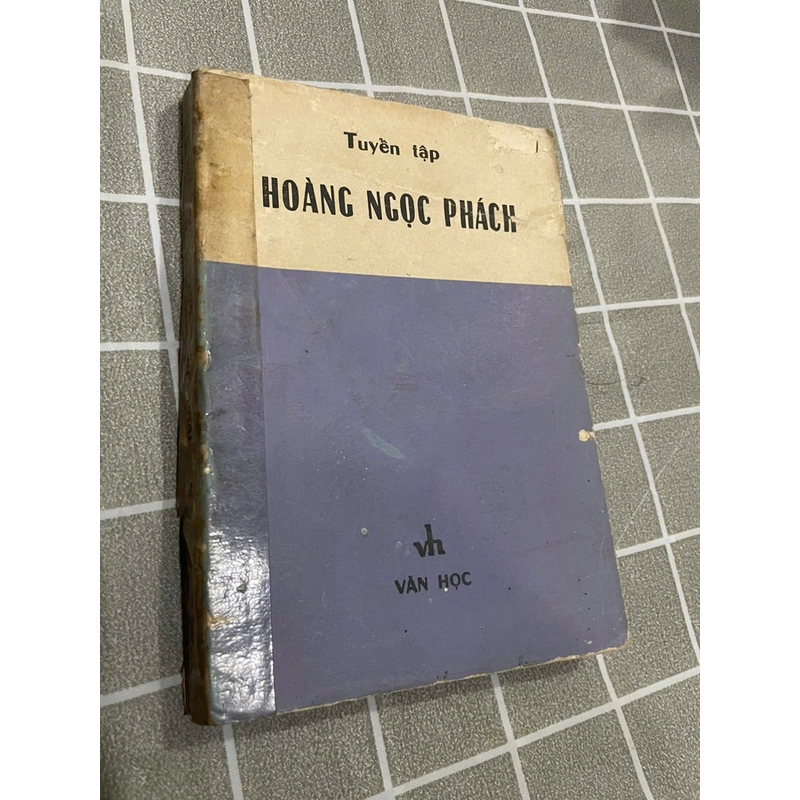 Tuyển tập
HOÀNG NGỌC PHÁCH
vh
VĂN HỌC